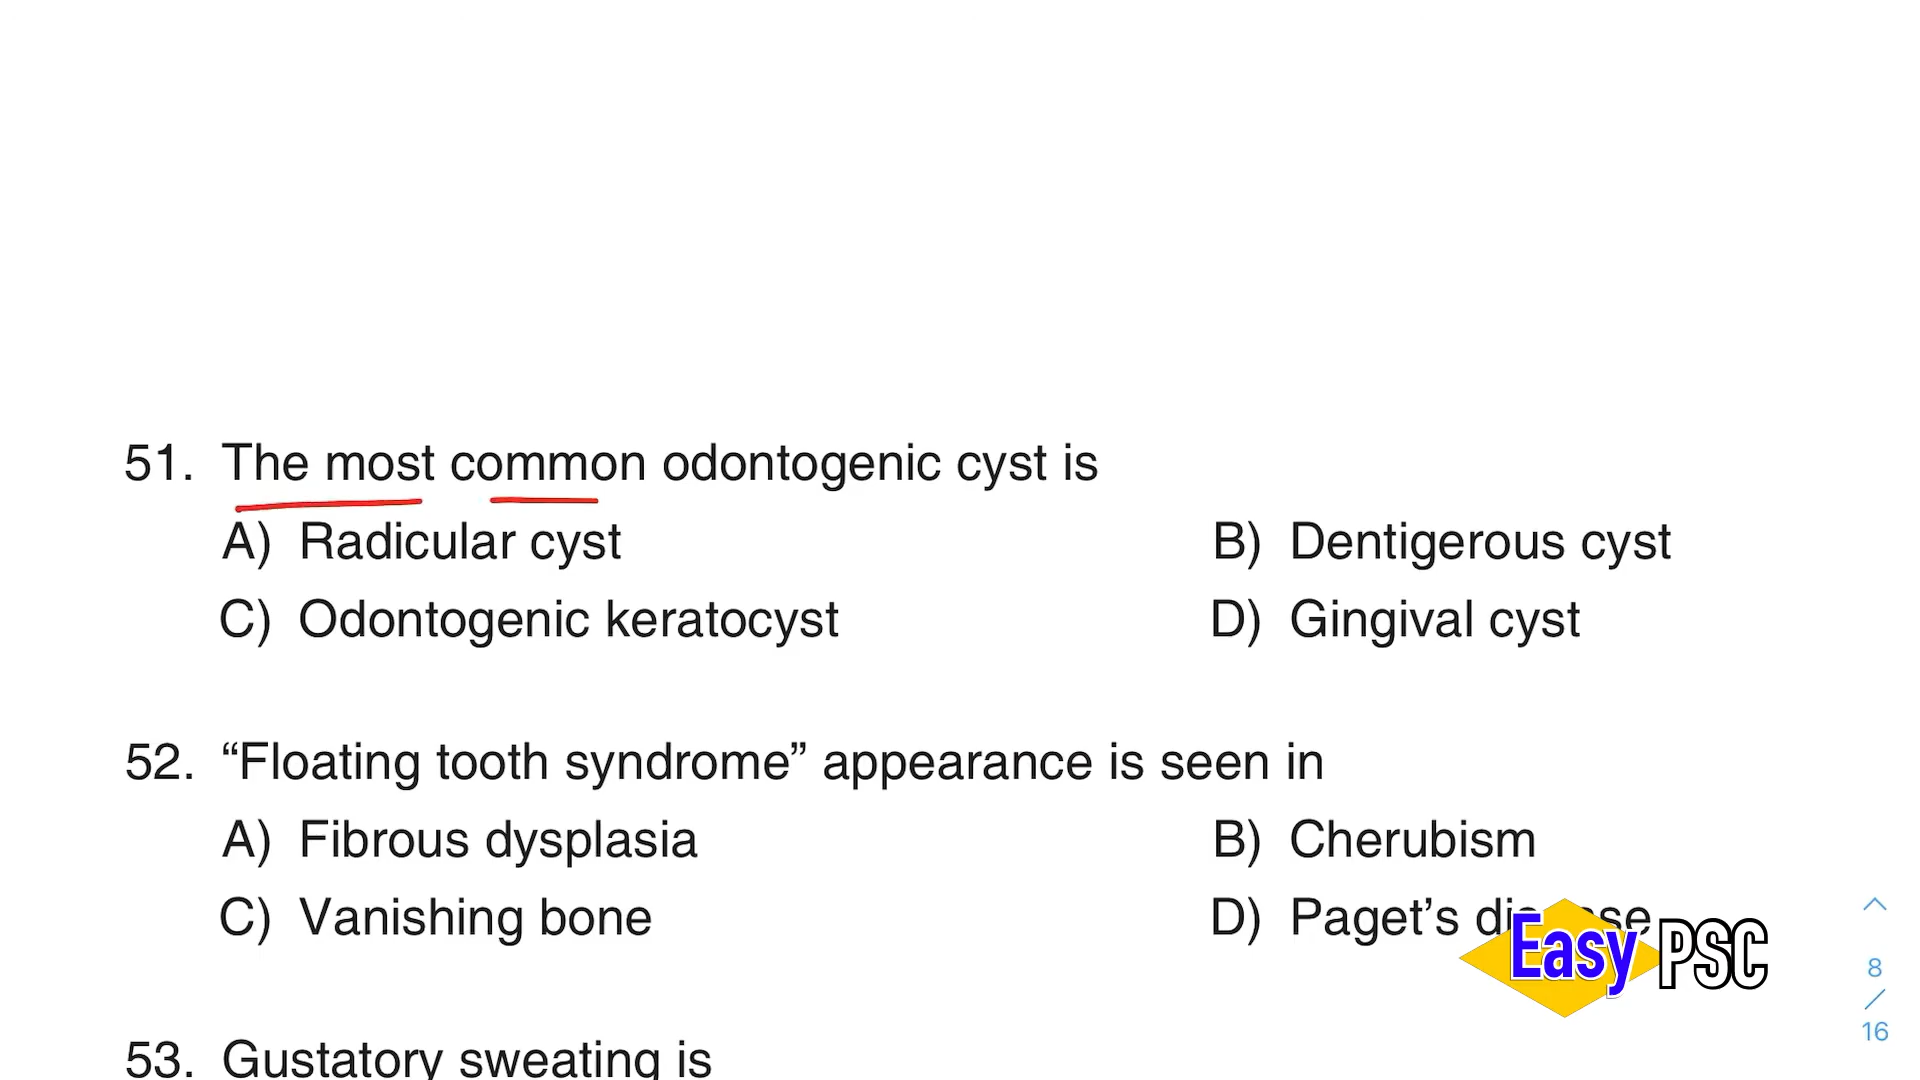 51. The most common odontogenic cyst is
A) Radicular cyst B) Dentigerous cyst
C) Odontogenic keratocyst D) Gingival cyst
52. “Floating tooth syndrome” appearance is seen in
A) Fibrous dysplasia B) Cherubism
C) Vanishing bone D) Paget’s
Easy PSC
8
/
16
53. Gustatory sweating is